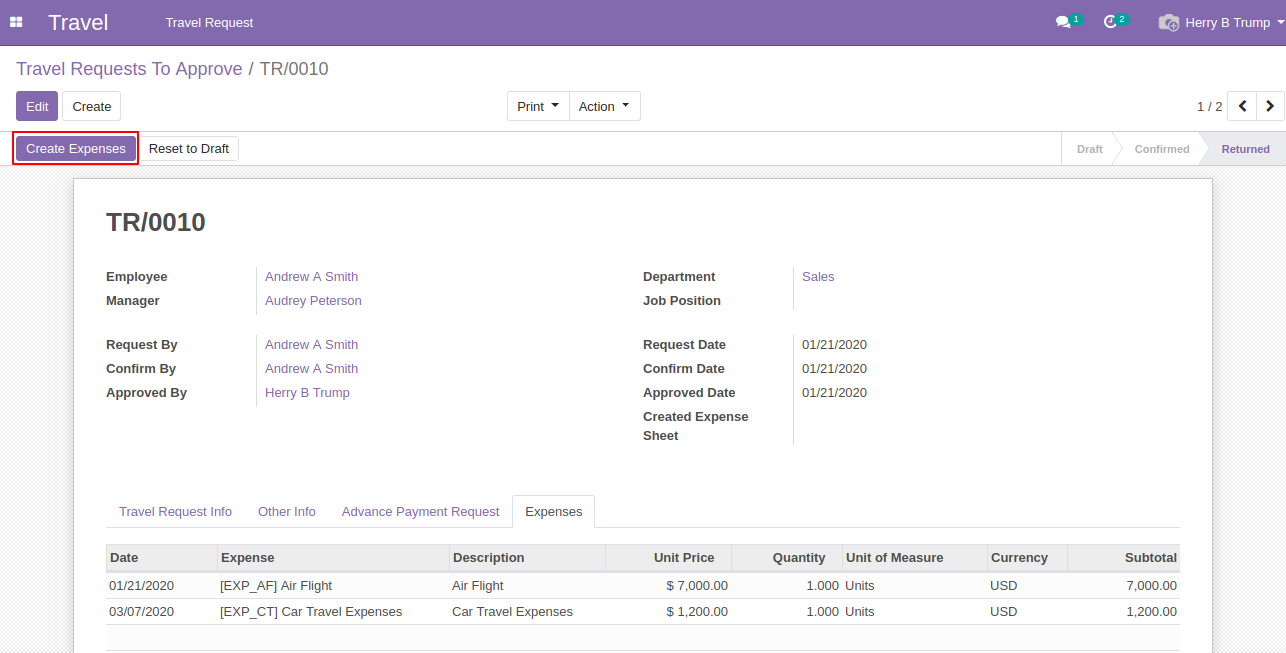 Travel Travel Request 1 2 Herry B Trump
Travel Requests To Approve / TR/0010
Edit Create Print Action 1 / 2
Create Expenses Reset to Draft Draft Confirmed Returned
TR/0010
Employee Andrew A Smith Department Sales
Manager Audrey Peterson Job Position
Request By Andrew A Smith Request Date 01/21/2020
Confirm By Andrew A Smith Confirm Date 01/21/2020
Approved By Herry B Trump Approved Date 01/21/2020
Created Expense
Sheet
Travel Request Info Other Info Advance Payment Request Expenses
Date Expense Description Unit Price Quantity Unit of Measure Currency Subtotal
01/21/2020 [EXP_AF] Air Flight Air Flight $ 7,000.00 1.000 Units USD 7,000.00
03/07/2020 [EXP_CT] Car Travel Expenses Car Travel Expenses $ 1,200.00 1.000 Units USD 1,200.00